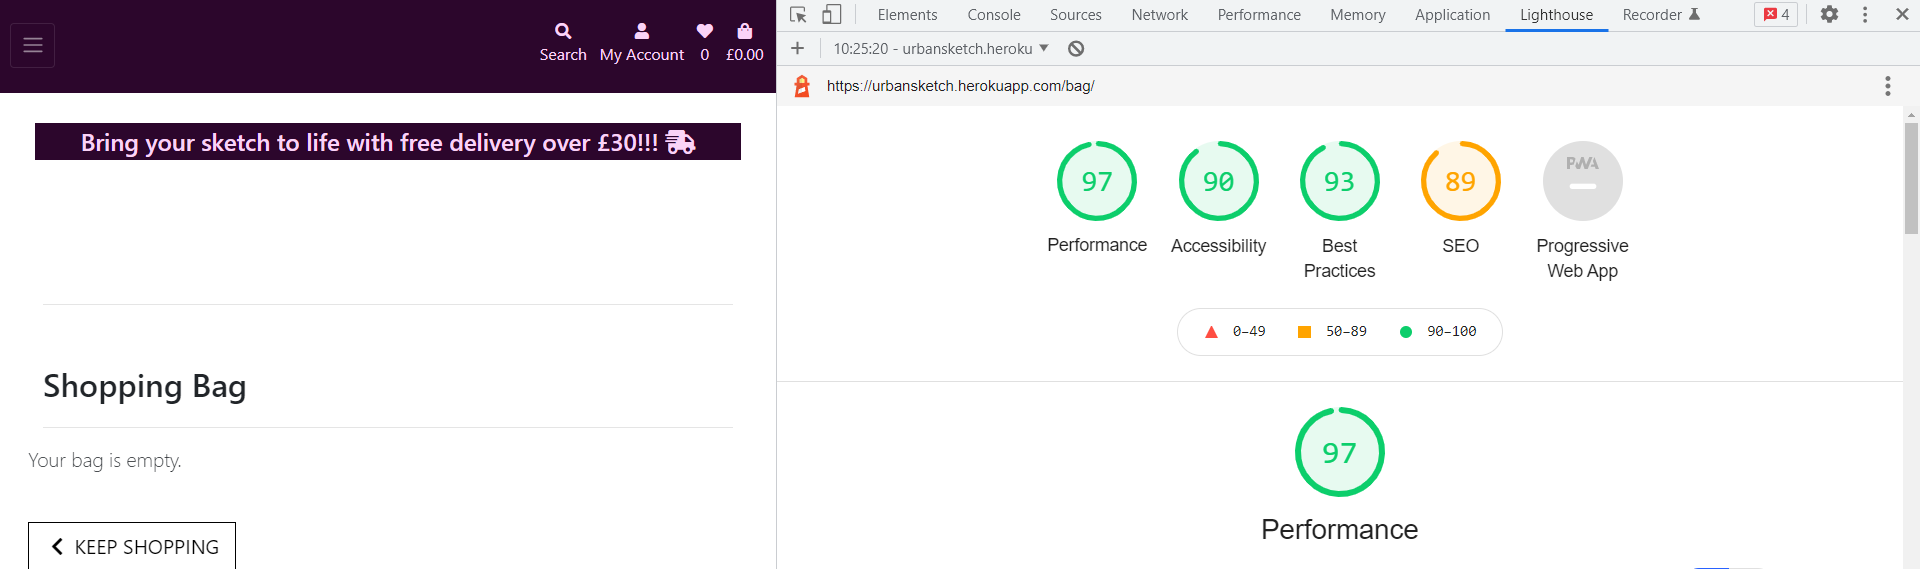 Search My Account 0 £0.00
Bring your sketch to life with free delivery over £30!!!
Shopping Bag
Your bag is empty.
KEEP SHOPPING
Elements Console Sources Network Performance Memory Application Lighthouse Recorder 4
10:25:20 - urbansketch.heroku
https://urbansketch.herokuapp.com/bag/
97 90 93 89 PWA
Performance Accessibility Best Practices SEO Progressive Web App
0–49 50–89 90–100
97
Performance